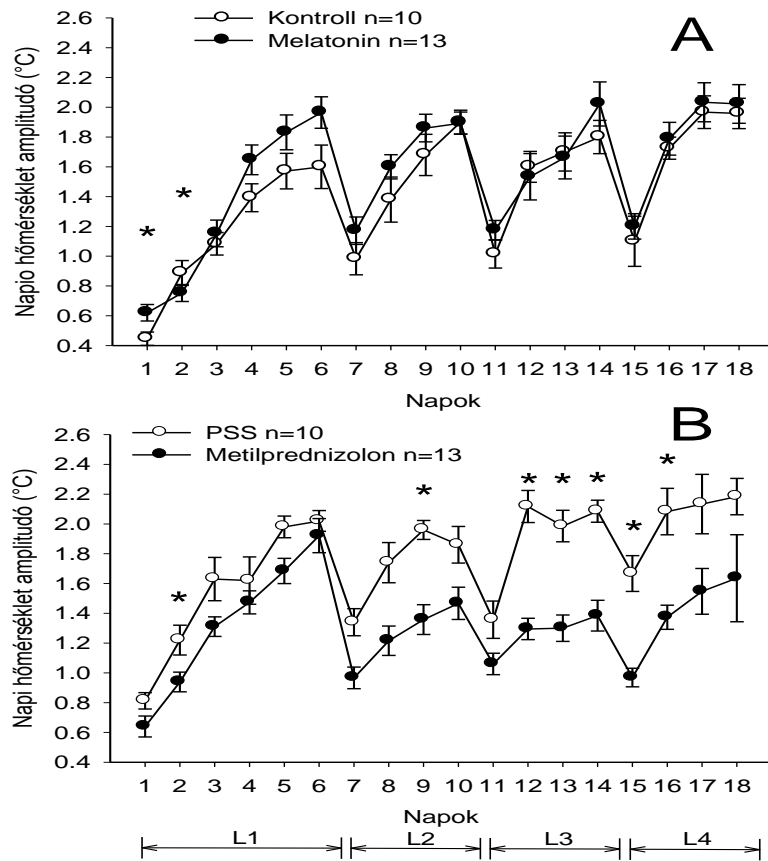 Kontroll n=10
Melatonin n=13
A
Napio hőmérséklet amplitudó (°C)
2.6
2.4
2.2
2.0
1.8
1.6
1.4
1.2
1.0
0.8
0.6
0.4
*
*
1 2 3 4 5 6 7 8 9 10 11 12 13 14 15 16 17 18
Napok
PSS n=10
Metilprednizolon n=13
B
Napi hőmérséklet amplitudó (°C)
2.6
2.4
2.2
2.0
1.8
1.6
1.4
1.2
1.0
0.8
0.6
0.4
*
*
*
*
*
*
*
1 2 3 4 5 6 7 8 9 10 11 12 13 14 15 16 17 18
Napok
L1 L2 L3 L4